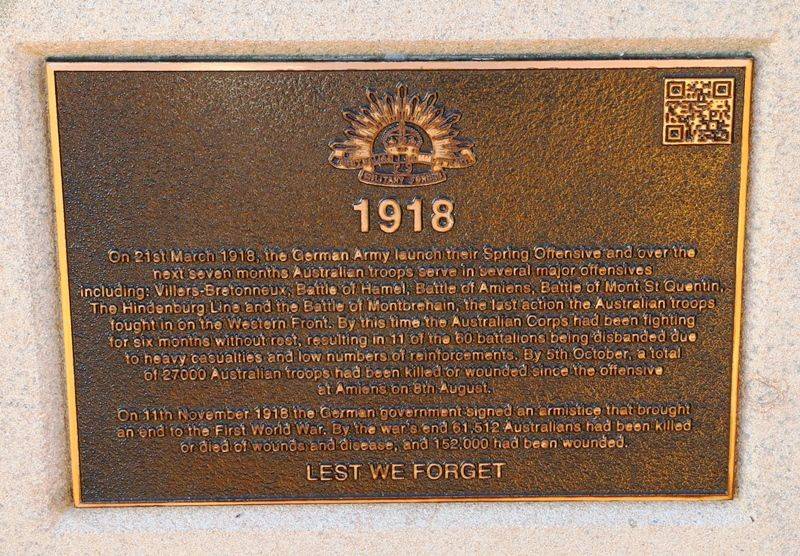 MILITARY FORCES
1918
On 21st March 1918, the German Army launch their Spring Offensive and over the
next seven months Australian troops serve in several major offensives
including: Villers-Bretonneux, Battle of Hamel, Battle of Amiens, Battle of Mont St Quentin,
The Hindenburg Line and the Battle of Montbrehain, the last action the Australian troops
fought in on the Western Front. By this time the Australian Corps had been fighting
for six months without rest, resulting in 11 of the 60 battalions being disbanded due
to heavy casualties and low numbers of reinforcements. By 5th October, a total
of 27000 Australian troops had been killed or wounded since the offensive
at Amiens on 8th August.
On 11th November 1918 the German government signed an armistice that brought
an end to the First World War. By the war's end 61,512 Australians had been killed
or died of wounds and disease, and 152,000 had been wounded.
LEST WE FORGET